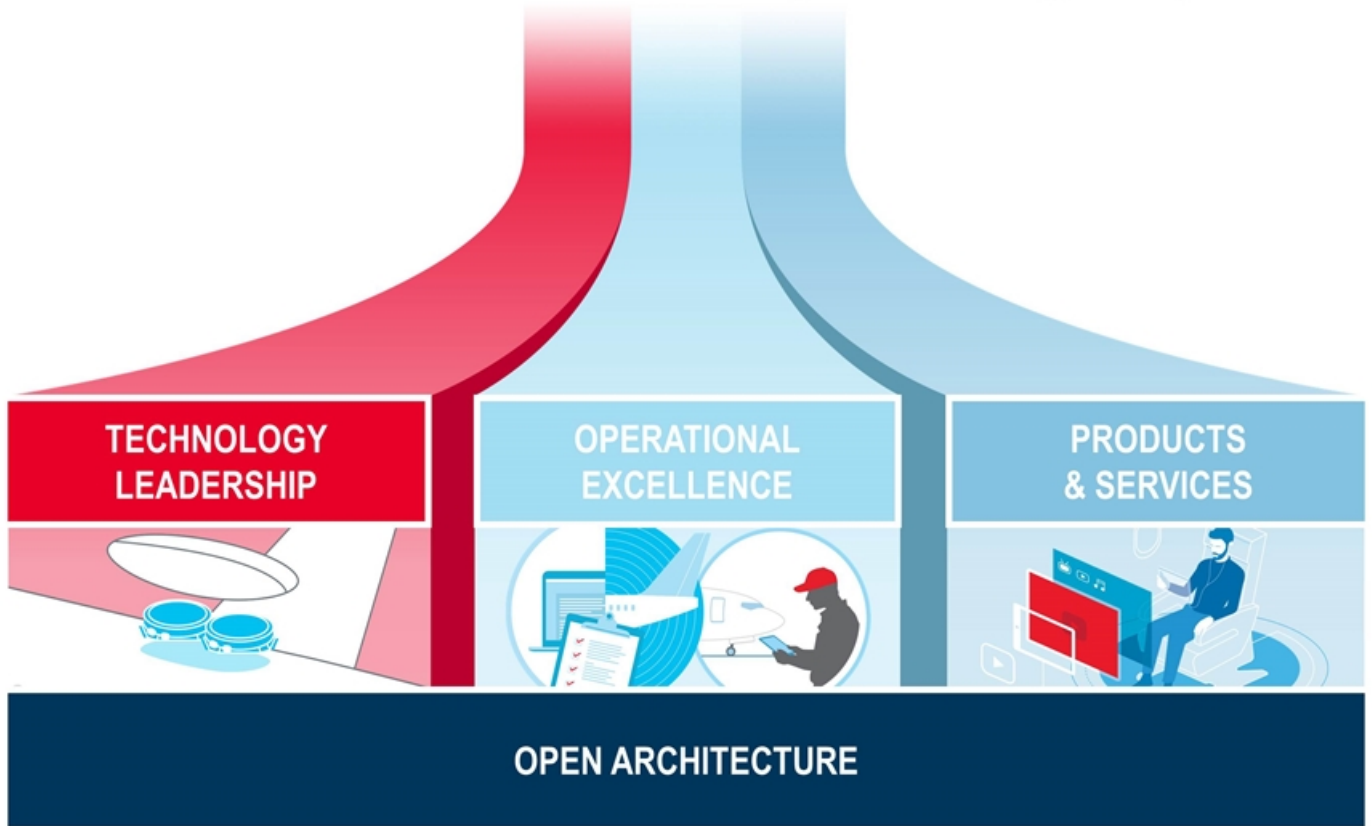 TECHNOLOGY
LEADERSHIP
OPERATIONAL
EXCELLENCE
PRODUCTS
& SERVICES
OPEN ARCHITECTURE